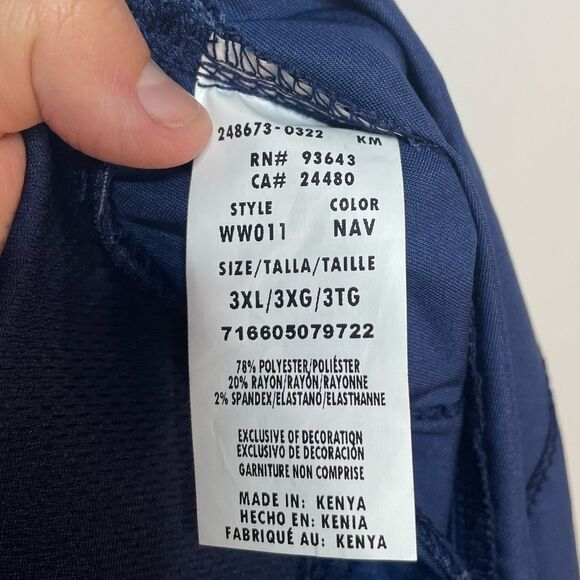 248673-0322 KM
RN# 93643
CA# 24480
STYLE COLOR
WW011 NAV
SIZE/TALLA/TAILLE
3XL/3XG/3TG
716605079722
78% POLYESTER/POLIÉSTER
20% RAYON/RAYÓN/RAYONNE
2% SPANDEX/ELASTANO/ELASTHANNE
EXCLUSIVE OF DECORATION
EXCLUSIVO DE DECORACIÓN
GARNITURE NON COMPRISE
MADE IN: KENYA
HECHO EN: KENIA
FABRIQUÉ AU: KENYA